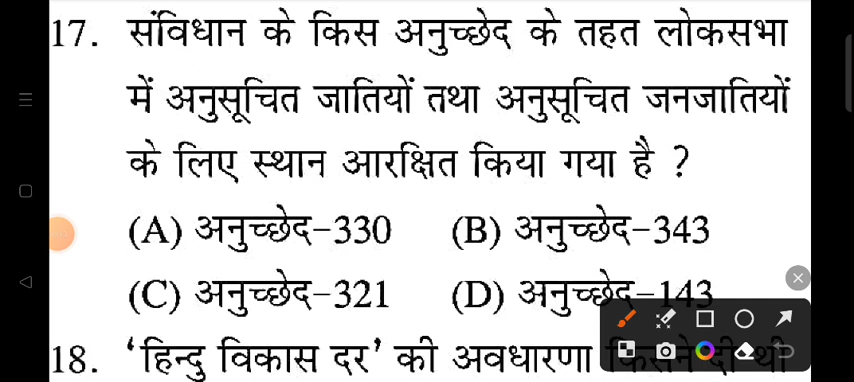 17. संविधान के किस अनुच्छेद के तहत लोकसभा
में अनुसूचित जातियों तथा अनुसूचित जनजातियों
के लिए स्थान आरक्षित किया गया है ?
(A) अनुच्छेद-330 (B) अनुच्छेद-343
(C) अनुच्छेद-321 (D) अनुच्छेद-143
18. ‘हिन्दु विकास दर’ की अवधारणा किसने दी थी